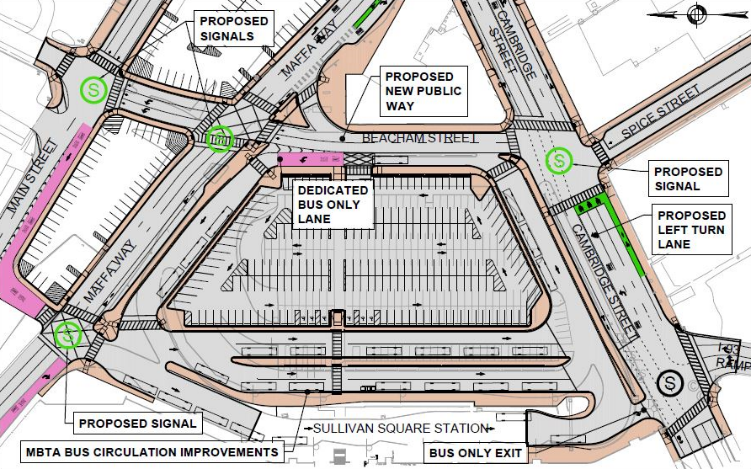 PROPOSED
SIGNALS
MAFFA WAY
CAMBRIDGE
STREET
PROPOSED
NEW PUBLIC
WAY
BEACHAM STREET
SPICE STREET
S
S
S
MAIN STREET
DEDICATED
BUS ONLY
LANE
PROPOSED
SIGNAL
PROPOSED
LEFT TURN
LANE
MAFFA WAY
CAMBRIDGE STREET
S
I-93
RAMP
S
PROPOSED SIGNAL
SULLIVAN SQUARE STATION
MBTA BUS CIRCULATION IMPROVEMENTS
BUS ONLY EXIT